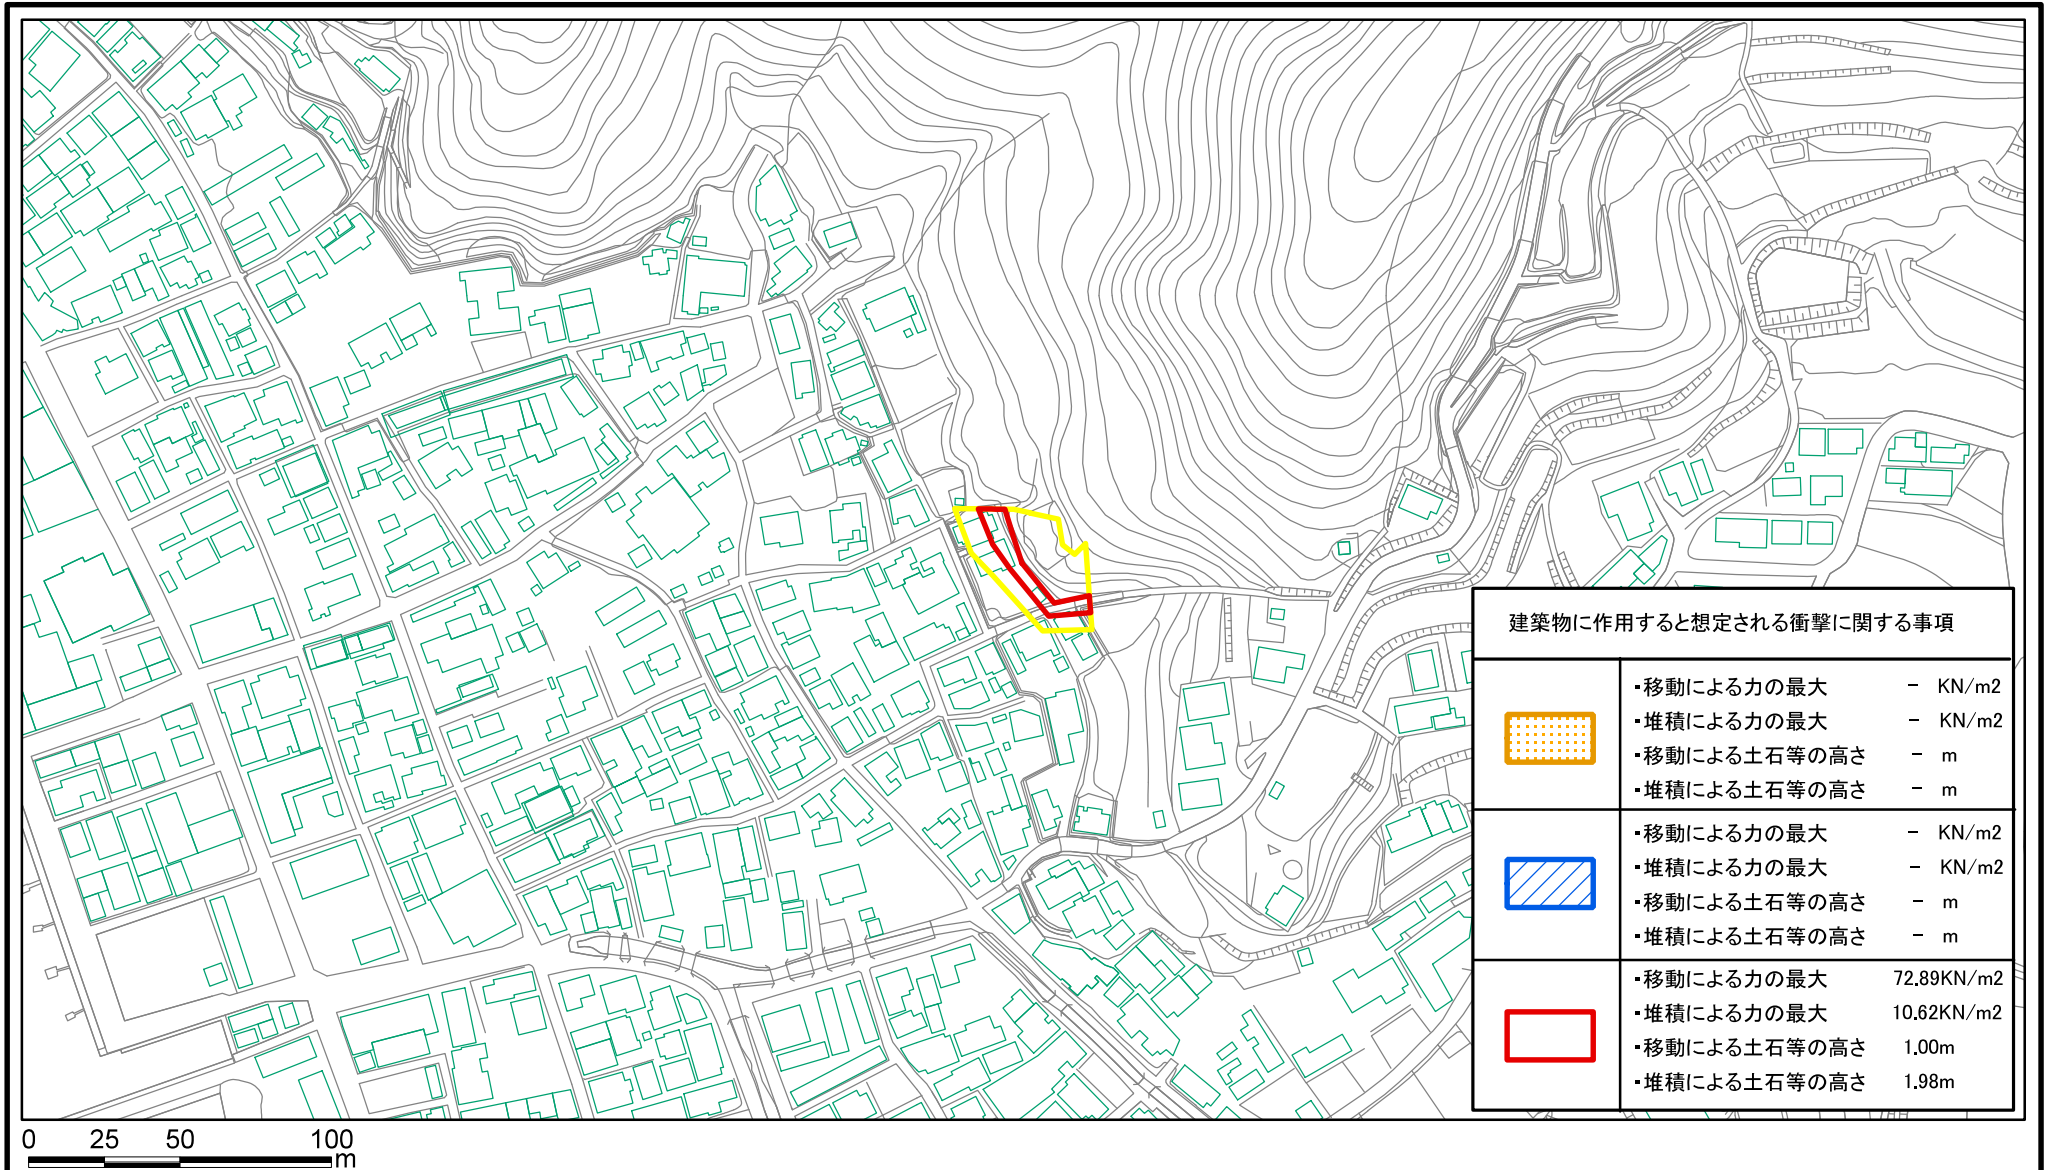 建築物に作用すると想定される衝撃に関する事項
・移動による力の最大 － KN/m2
・堆積による力の最大 － KN/m2
・移動による土石等の高さ － m
・堆積による土石等の高さ － m
・移動による力の最大 － KN/m2
・堆積による力の最大 － KN/m2
・移動による土石等の高さ － m
・堆積による土石等の高さ － m
・移動による力の最大 72.89KN/m2
・堆積による力の最大 10.62KN/m2
・移動による土石等の高さ 1.00m
・堆積による土石等の高さ 1.98m
0 25 50 100
m